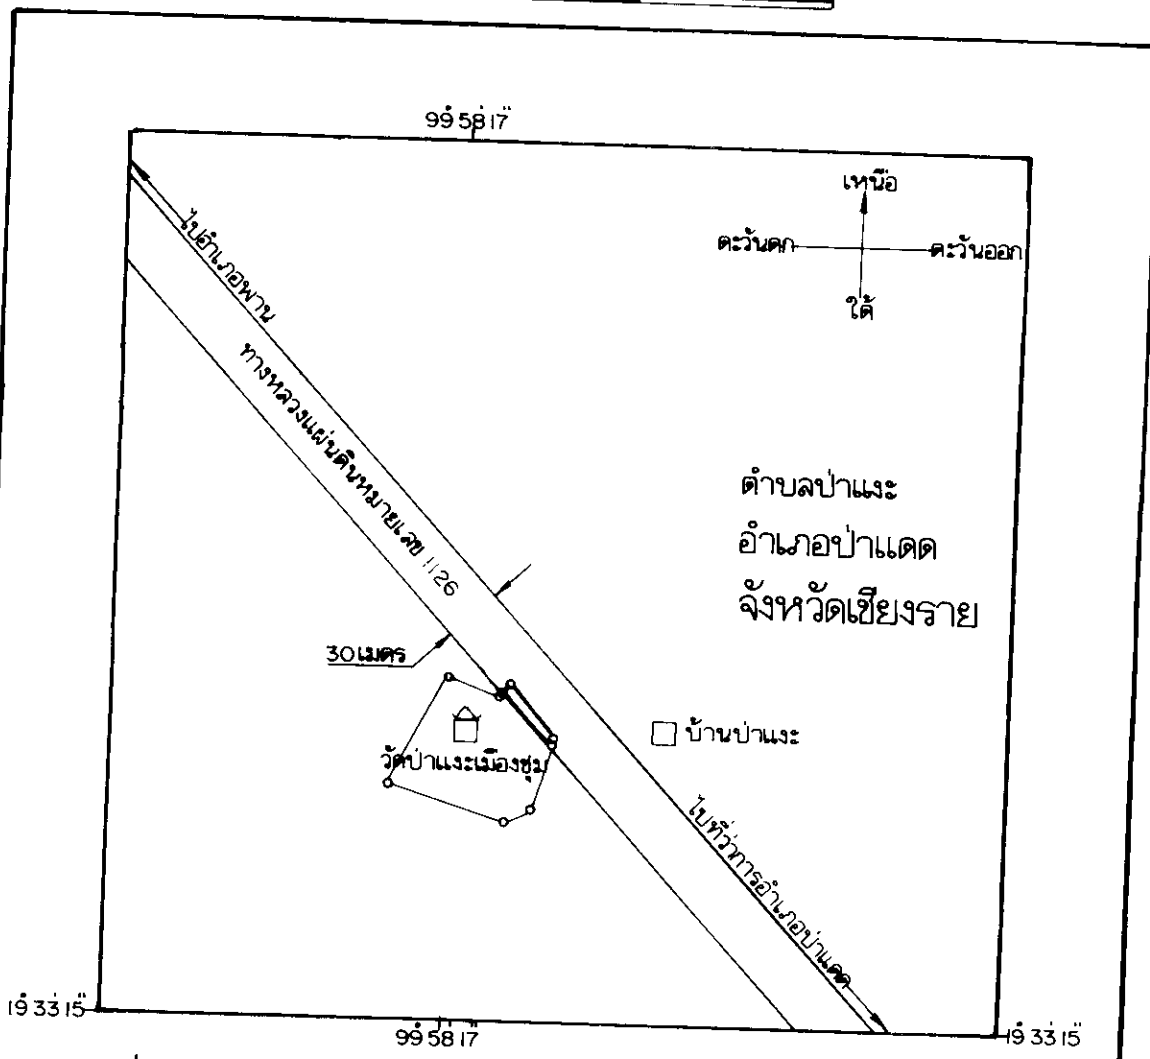 99° 58' 17"
เหนือ
ตะวันตก
ตะวันออก
ใต้
ไปอำเภอพาน
ทางหลวงแผ่นดินหมายเลข 1126
ตำบลป่าแงะ
อำเภอป่าแดด
จังหวัดเชียงราย
30 เมตร
บ้านป่าแงะ
วัดป่าแงะเมืองชุม
ไปที่ว่าการอำเภอป่าแดด
19° 33' 15"
99° 58' 17"
19° 33' 15"